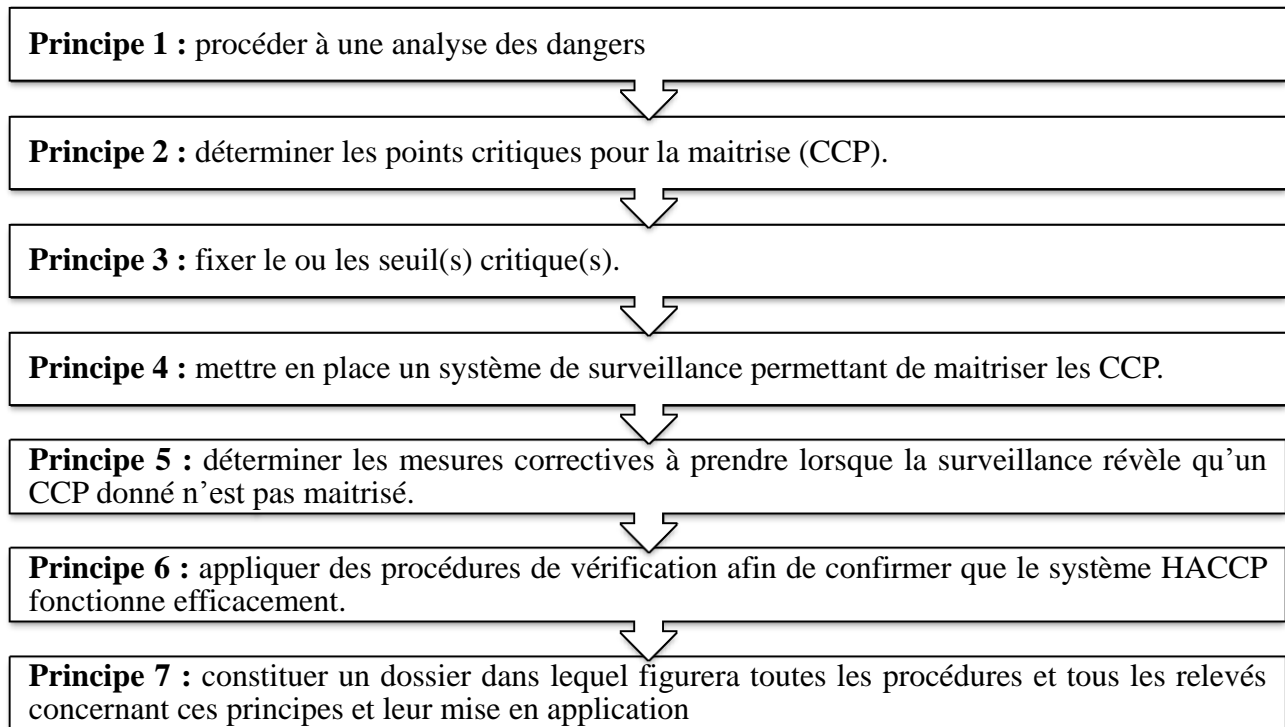 Principe 1 : procéder à une analyse des dangers
Principe 2 : déterminer les points critiques pour la maitrise (CCP).
Principe 3 : fixer le ou les seuil(s) critique(s).
Principe 4 : mettre en place un système de surveillance permettant de maitriser les CCP.
Principe 5 : déterminer les mesures correctives à prendre lorsque la surveillance révèle qu’un
CCP donné n’est pas maitrisé.
Principe 6 : appliquer des procédures de vérification afin de confirmer que le système HACCP
fonctionne efficacement.
Principe 7 : constituer un dossier dans lequel figurera toutes les procédures et tous les relevés
concernant ces principes et leur mise en application